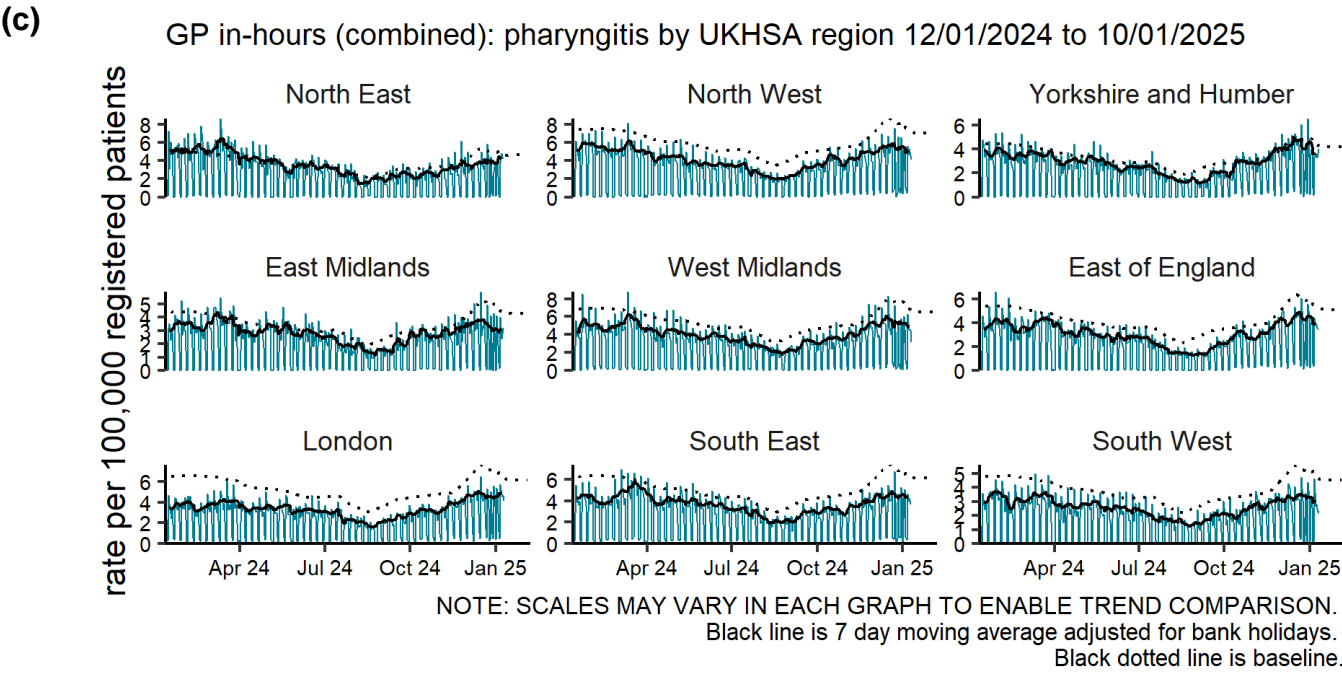 (c)
GP in-hours (combined): pharyngitis by UKHSA region 12/01/2024 to 10/01/2025
rate per 100,000 registered patients
North East
8
6
4
2
0
North West
8
6
4
2
0
Yorkshire and Humber
6
4
2
0
East Midlands
5
4
3
2
1
0
West Midlands
8
6
4
2
0
East of England
6
4
2
0
London
6
4
2
0
South East
6
4
2
0
South West
5
4
3
2
1
0
Apr 24 Jul 24 Oct 24 Jan 25
Apr 24 Jul 24 Oct 24 Jan 25
Apr 24 Jul 24 Oct 24 Jan 25
NOTE: SCALES MAY VARY IN EACH GRAPH TO ENABLE TREND COMPARISON.
Black line is 7 day moving average adjusted for bank holidays.
Black dotted line is baseline.